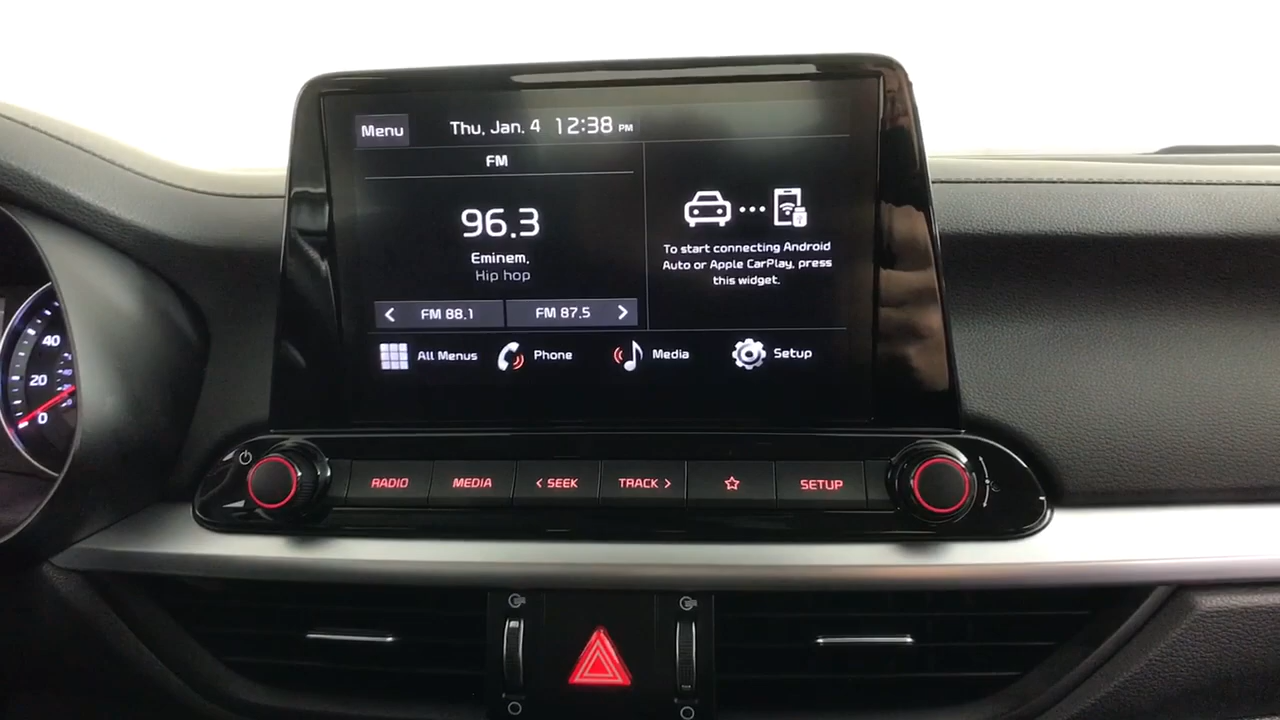 Menu
Thu, Jan. 4 12:38 PM
FM
96.3
Eminem,
Hip hop
FM 88.1
FM 87.5
To start connecting Android
Auto or Apple CarPlay, press
this widget.
All Menus
Phone
Media
Setup
40
20
0
RADIO
MEDIA
< SEEK
TRACK >
SETUP